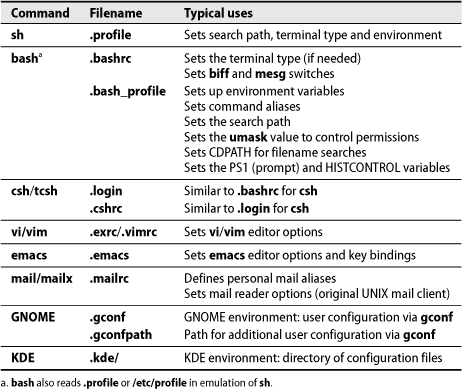 Command Filename Typical uses
sh .profile Sets search path, terminal type and environment
basha .bashrc Sets the terminal type (if needed)
Sets biff and mesg switches
.bash_profile Sets up environment variables
Sets command aliases
Sets the search path
Sets the umask value to control permissions
Sets CDPATH for filename searches
Sets the PS1 (prompt) and HISTCONTROL variables
csh/tcsh .login Similar to .bashrc for csh
.cshrc Similar to .login for csh
vi/vim .exrc/.vimrc Sets vi/vim editor options
emacs .emacs Sets emacs editor options and key bindings
mail/mailx .mailrc Defines personal mail aliases
Sets mail reader options (original UNIX mail client)
GNOME .gconf GNOME environment: user configuration via gconf
.gconfpath Path for additional user configuration via gconf
KDE .kde/ KDE environment: directory of configuration files
a. bash also reads .profile or /etc/profile in emulation of sh.